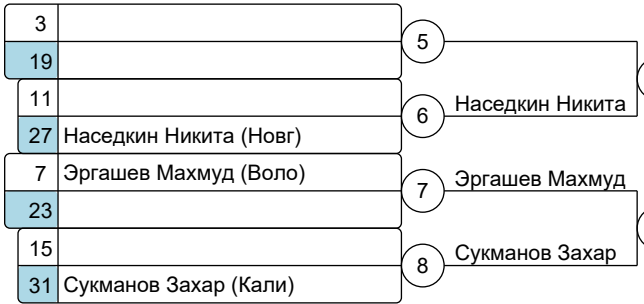 3
5
19
11
6
Наседкин Никита
27 Наседкин Никита (Новг)
7 Эргашев Махмуд (Воло)
7
Эргашев Махмуд
23
15
8
Сукманов Захар
31 Сукманов Захар (Кали)